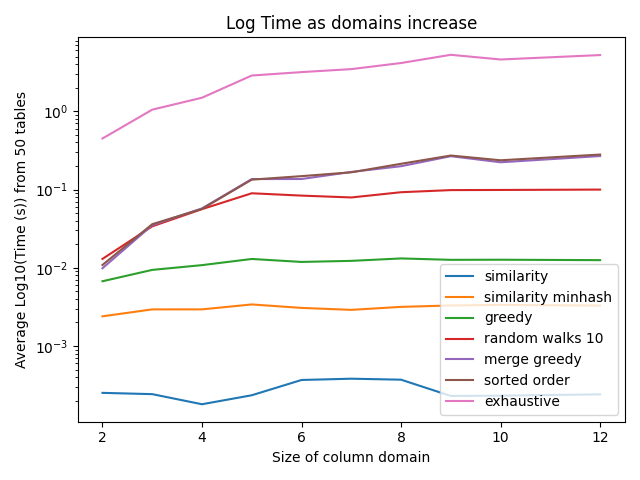 Log Time as domains increase
Average Log10(Time (s)) from 50 tables
10^0
10^-1
10^-2
10^-3
2 4 6 8 10 12
Size of column domain
similarity
similarity minhash
greedy
random walks 10
merge greedy
sorted order
exhaustive